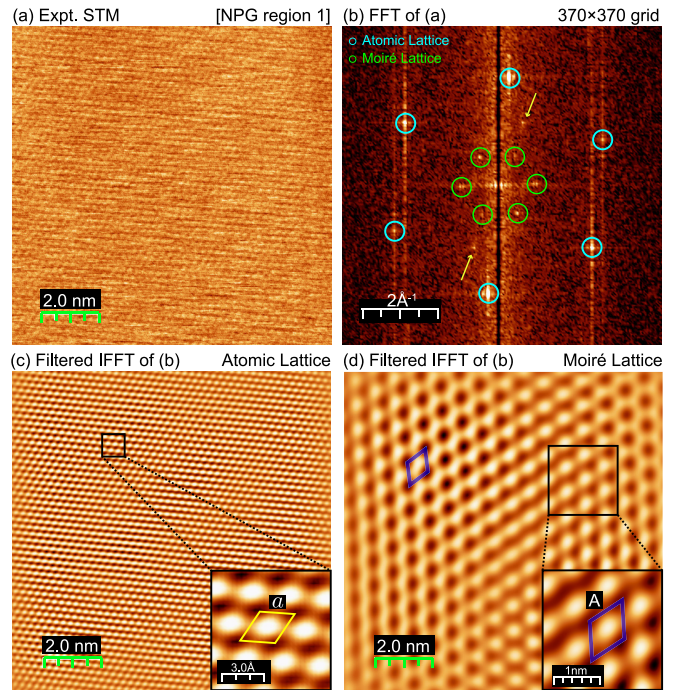 (a) Expt. STM [NPG region 1]
(b) FFT of (a) 370×370 grid
Atomic Lattice
Moiré Lattice
2.0 nm
2Å⁻¹
(c) Filtered IFFT of (b) Atomic Lattice
(d) Filtered IFFT of (b) Moiré Lattice
a
3.0Å
2.0 nm
A
1nm
2.0 nm